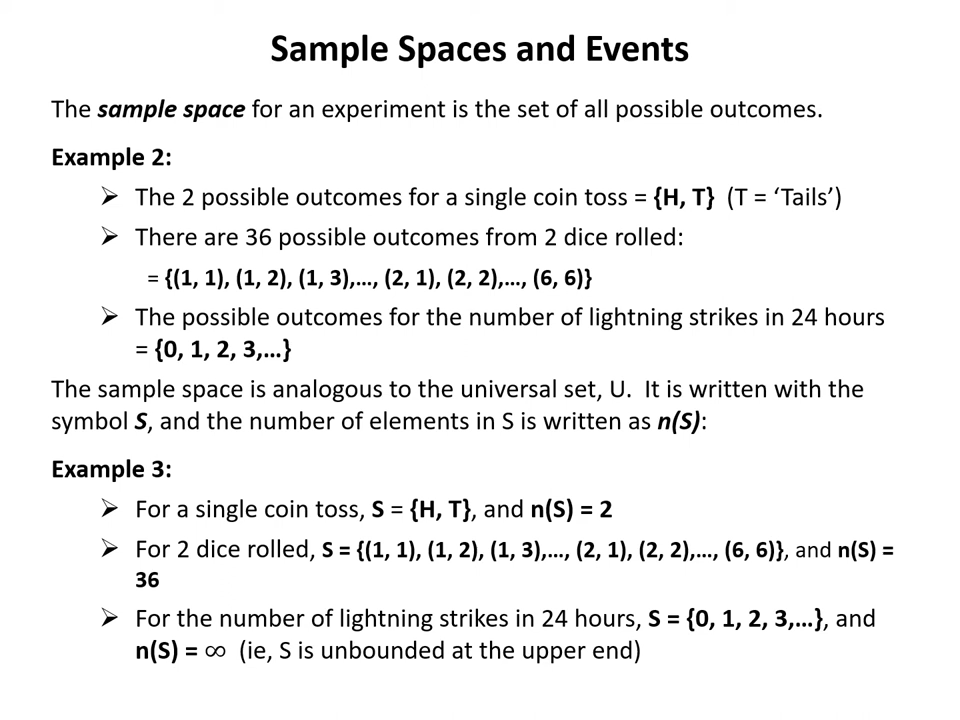 Sample Spaces and Events
The sample space for an experiment is the set of all possible outcomes.
Example 2:
➢ The 2 possible outcomes for a single coin toss = {H, T} (T = ‘Tails’)
➢ There are 36 possible outcomes from 2 dice rolled:
= {(1, 1), (1, 2), (1, 3),…, (2, 1), (2, 2),…, (6, 6)}
➢ The possible outcomes for the number of lightning strikes in 24 hours
= {0, 1, 2, 3,…}
The sample space is analogous to the universal set, U. It is written with the
symbol S, and the number of elements in S is written as n(S):
Example 3:
➢ For a single coin toss, S = {H, T}, and n(S) = 2
➢ For 2 dice rolled, S = {(1, 1), (1, 2), (1, 3),…, (2, 1), (2, 2),…, (6, 6)}, and n(S) =
36
➢ For the number of lightning strikes in 24 hours, S = {0, 1, 2, 3,…}, and
n(S) = ∞ (ie, S is unbounded at the upper end)